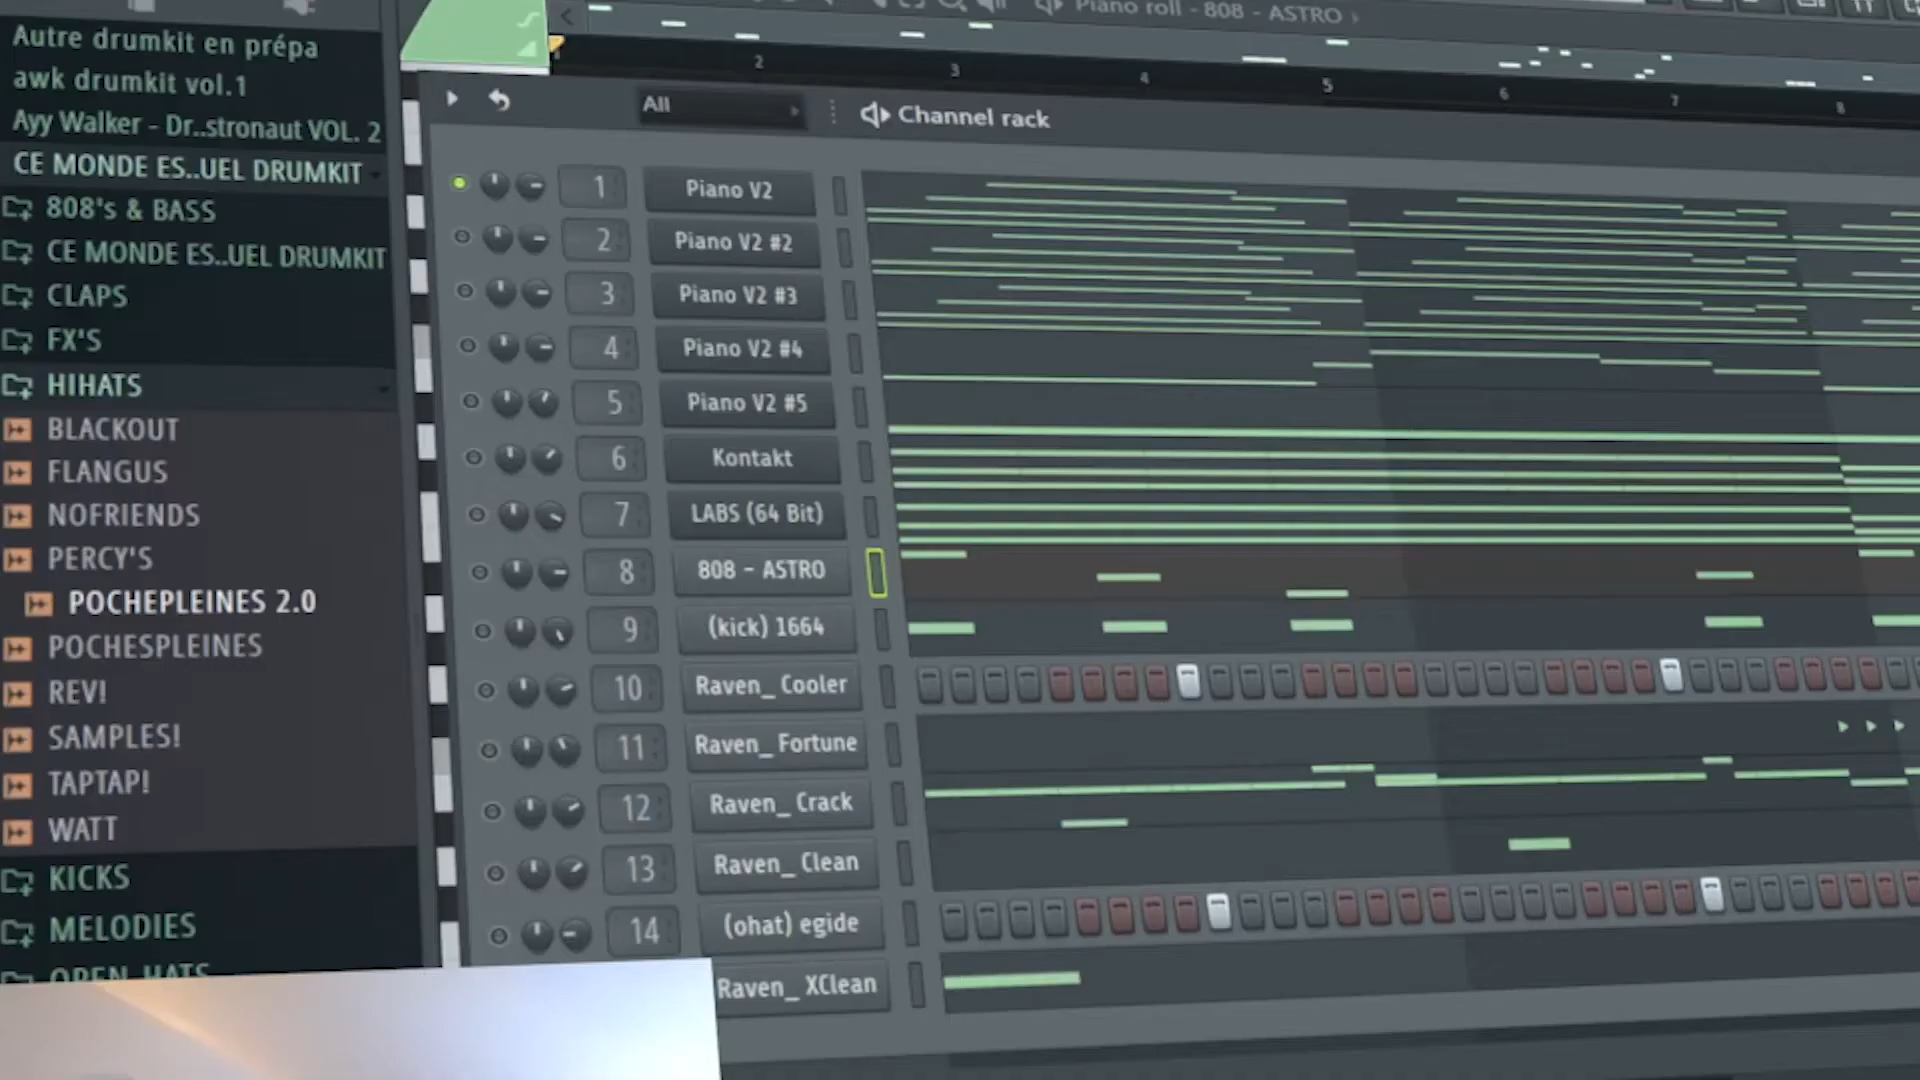 Piano roll - 808 - ASTRO
Autre drumkit en prépa
awk drumkit vol.1
Ayy Walker - Dr..stronaut VOL. 2
CE MONDE ES..UEL DRUMKIT
808's & BASS
CE MONDE ES..UEL DRUMKIT
CLAPS
FX'S
HIHATS
BLACKOUT
FLANGUS
NOFRIENDS
PERCY'S
POCHEPLEINES 2.0
POCHESPLEINES
REV!
SAMPLES!
TAPTAP!
WATT
KICKS
MELODIES
OPEN HATS
2 3 4 5 6 7 8
All
Channel rack
1 Piano V2
2 Piano V2 #2
3 Piano V2 #3
4 Piano V2 #4
5 Piano V2 #5
6 Kontakt
7 LABS (64 Bit)
8 808 - ASTRO
9 (kick) 1664
10 Raven_ Cooler
11 Raven_ Fortune
12 Raven_ Crack
13 Raven_ Clean
14 (ohat) egide
Raven_ XClean